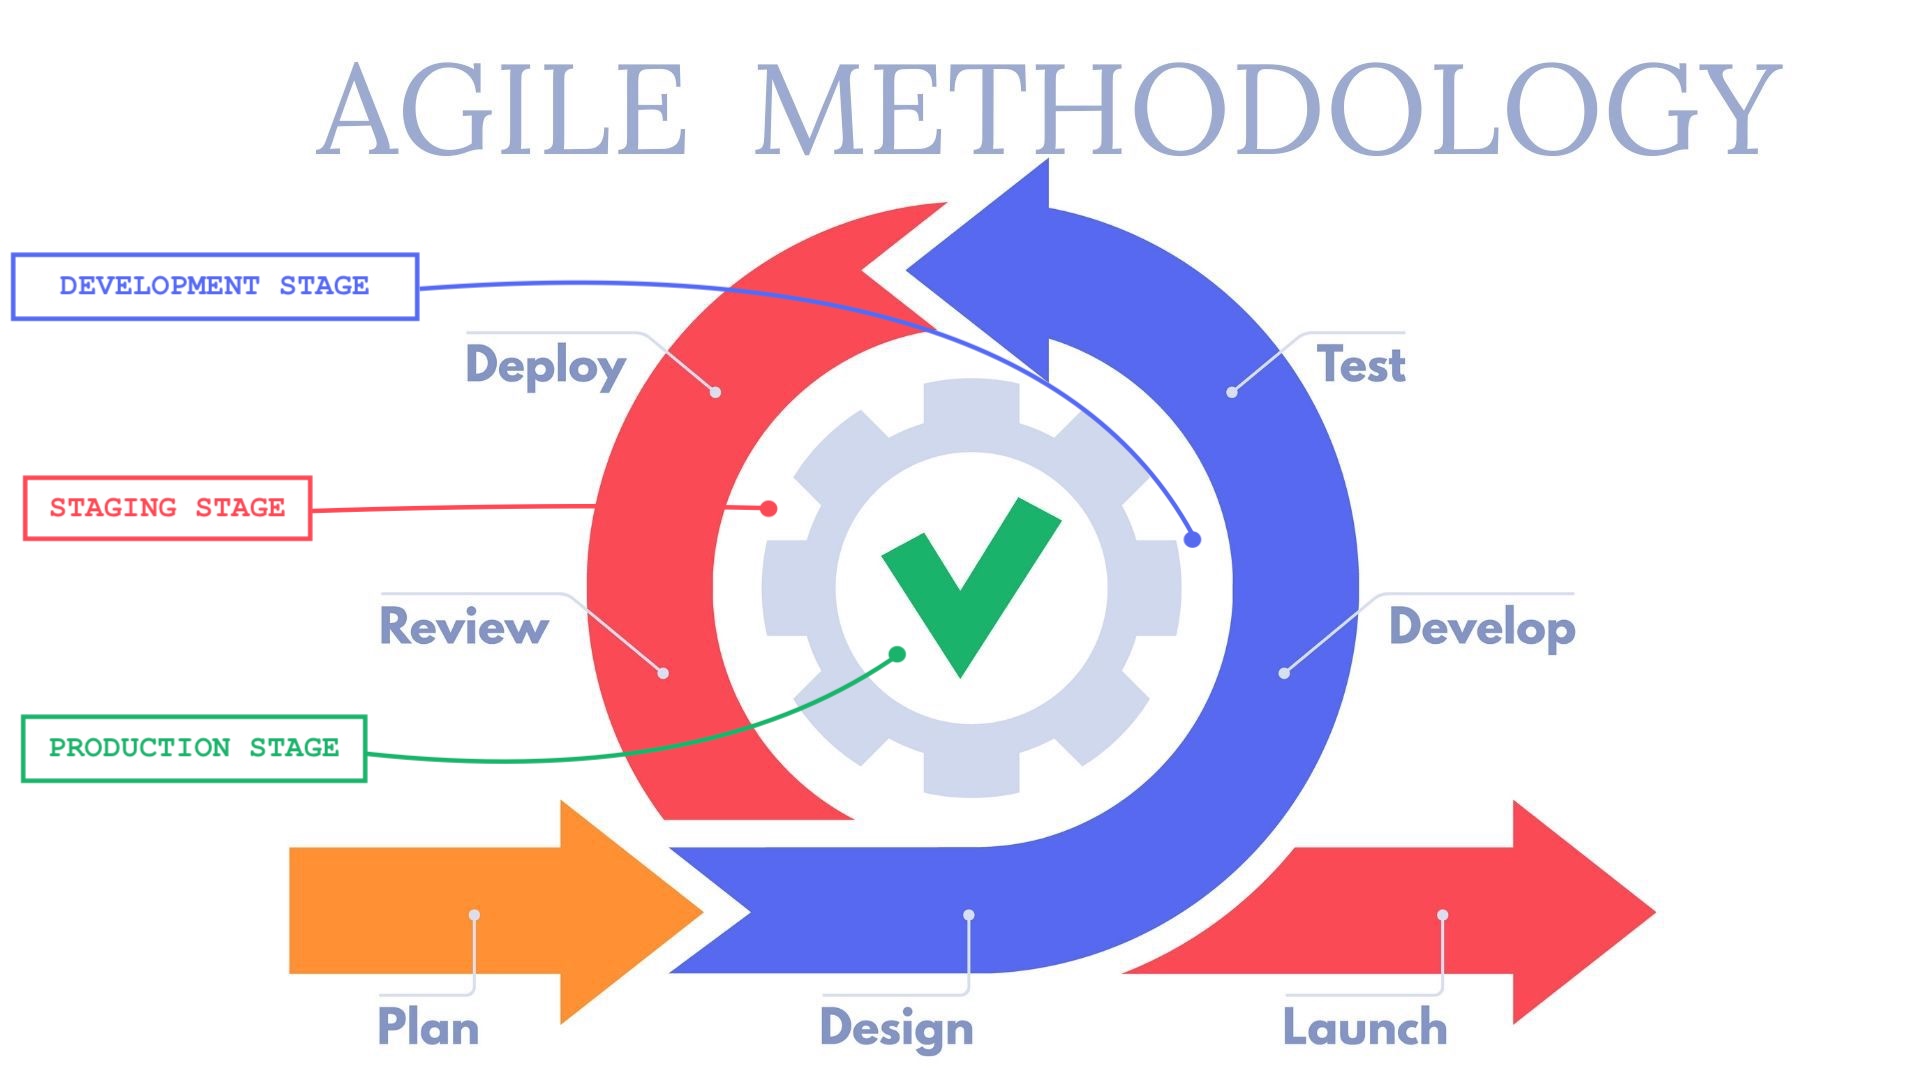 AGILE METHODOLOGY
DEVELOPMENT STAGE
Deploy
Test
STAGING STAGE
Review
Develop
PRODUCTION STAGE
Plan
Design
Launch